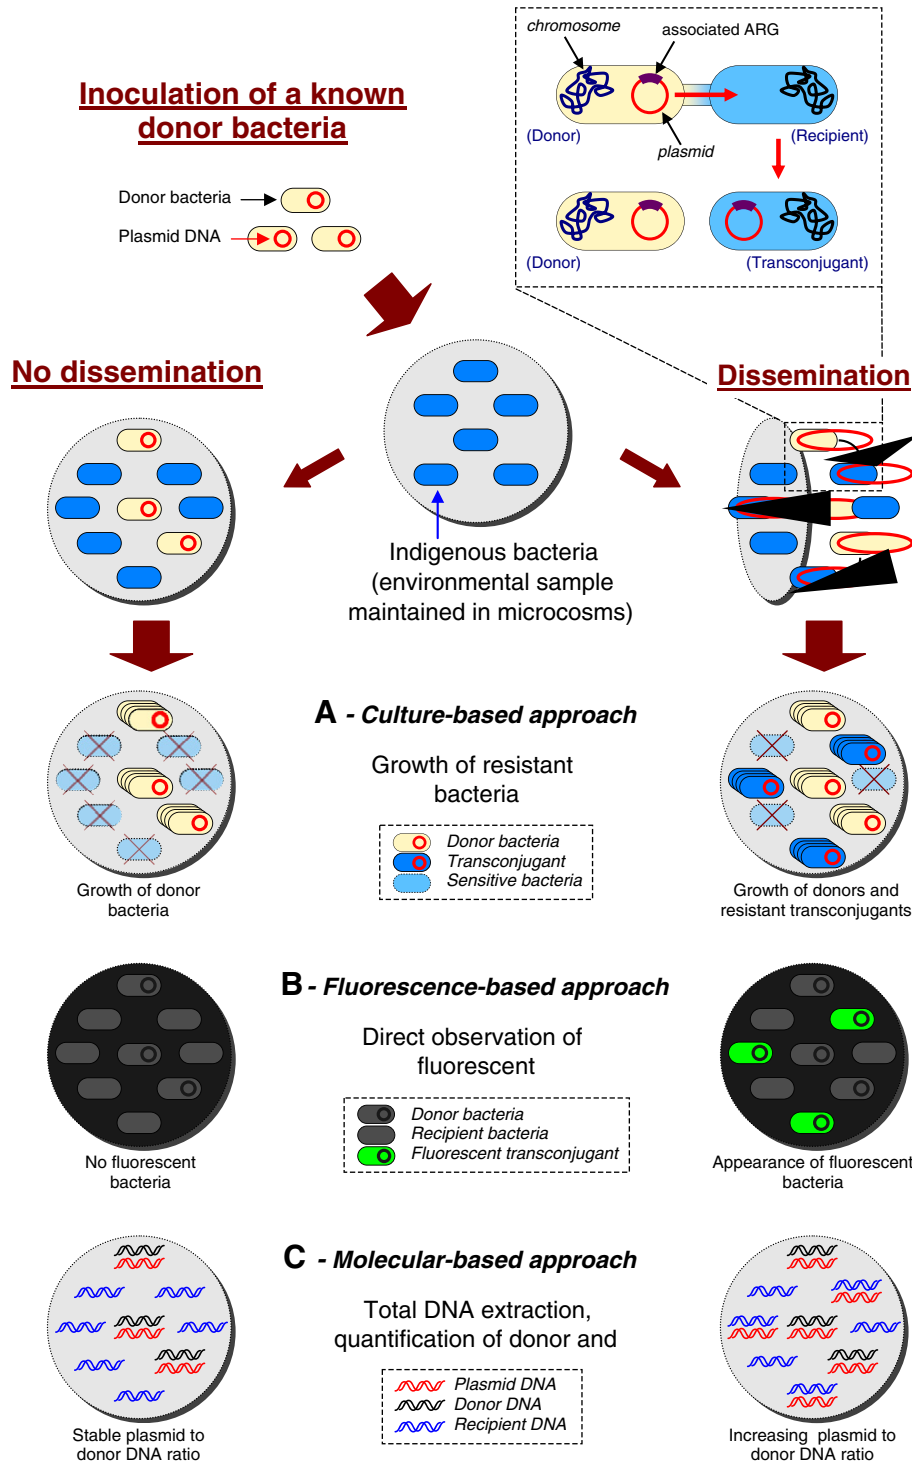 chromosome
associated ARG
Inoculation of a known
donor bacteria
(Donor)
(Recipient)
plasmid
Donor bacteria
Plasmid DNA
(Donor)
(Transconjugant)
No dissemination
Dissemination
Indigenous bacteria
(environmental sample
maintained in microcosms)
A - Culture-based approach
Growth of resistant
bacteria
Donor bacteria
Transconjugant
Sensitive bacteria
Growth of donor
bacteria
Growth of donors and
resistant transconjugants
B - Fluorescence-based approach
Direct observation of
fluorescent
Donor bacteria
Recipient bacteria
Fluorescent transconjugant
No fluorescent
bacteria
Appearance of fluorescent
bacteria
C - Molecular-based approach
Total DNA extraction,
quantification of donor and
Plasmid DNA
Donor DNA
Recipient DNA
Stable plasmid to
donor DNA ratio
Increasing plasmid to
donor DNA ratio